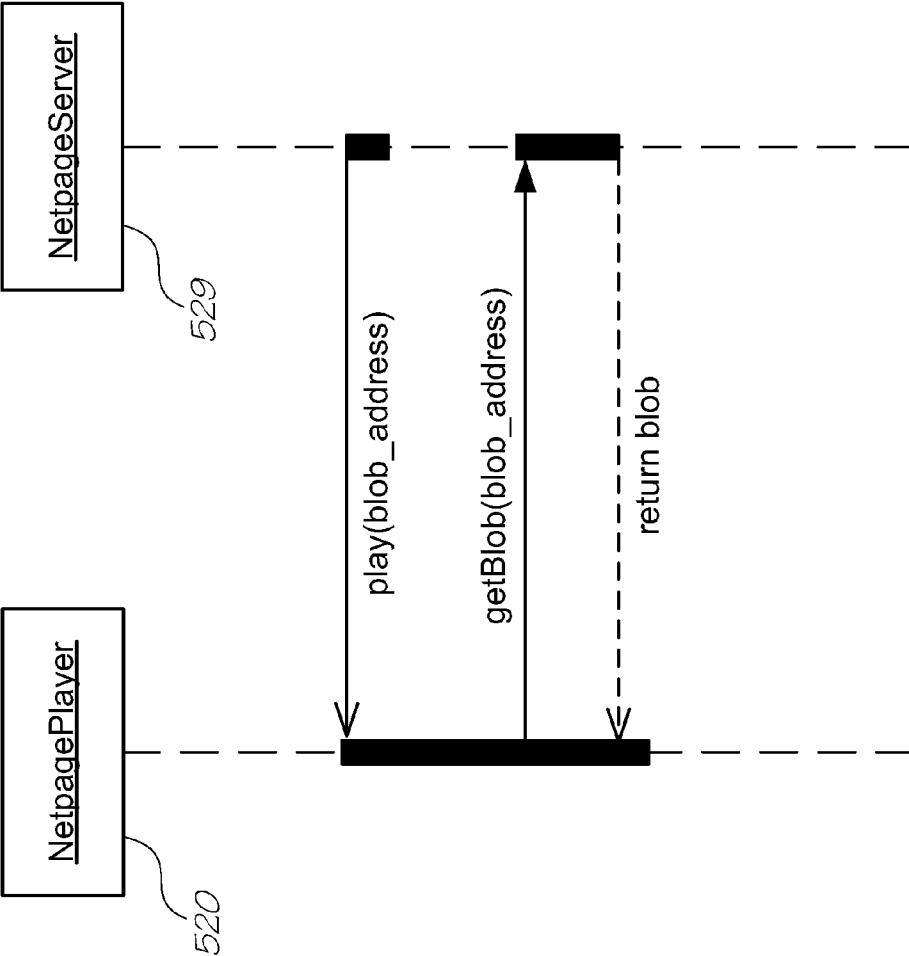 NetpagePlayer
520
NetpageServer
529
play(blob_address)
getBlob(blob_address)
return blob